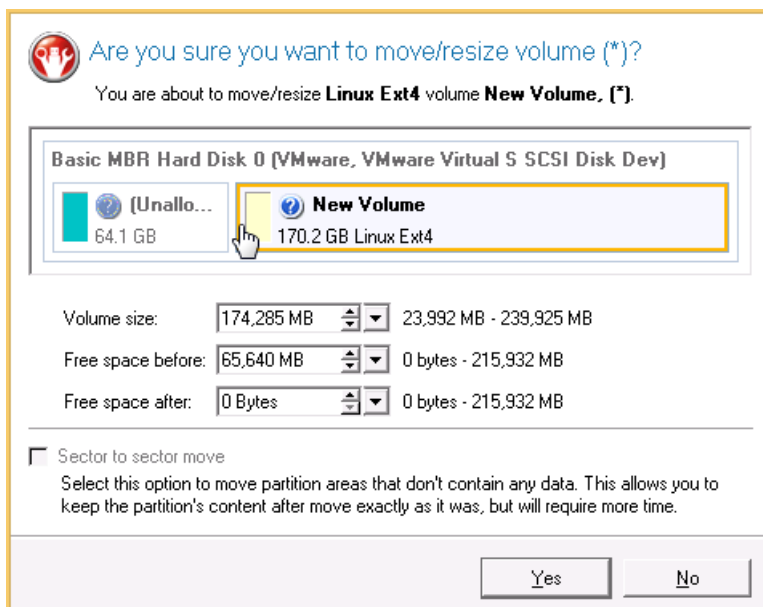 Are you sure you want to move/resize volume (*)?
You are about to move/resize Linux Ext4 volume New Volume, (*).
Basic MBR Hard Disk 0 (VMware, VMware Virtual S SCSI Disk Dev)
(Unallo...
64.1 GB
New Volume
170.2 GB Linux Ext4
Volume size: 174,285 MB 23,992 MB - 239,925 MB
Free space before: 65,640 MB 0 bytes - 215,932 MB
Free space after: 0 Bytes 0 bytes - 215,932 MB
Sector to sector move
Select this option to move partition areas that don't contain any data. This allows you to
keep the partition's content after move exactly as it was, but will require more time.
Yes No